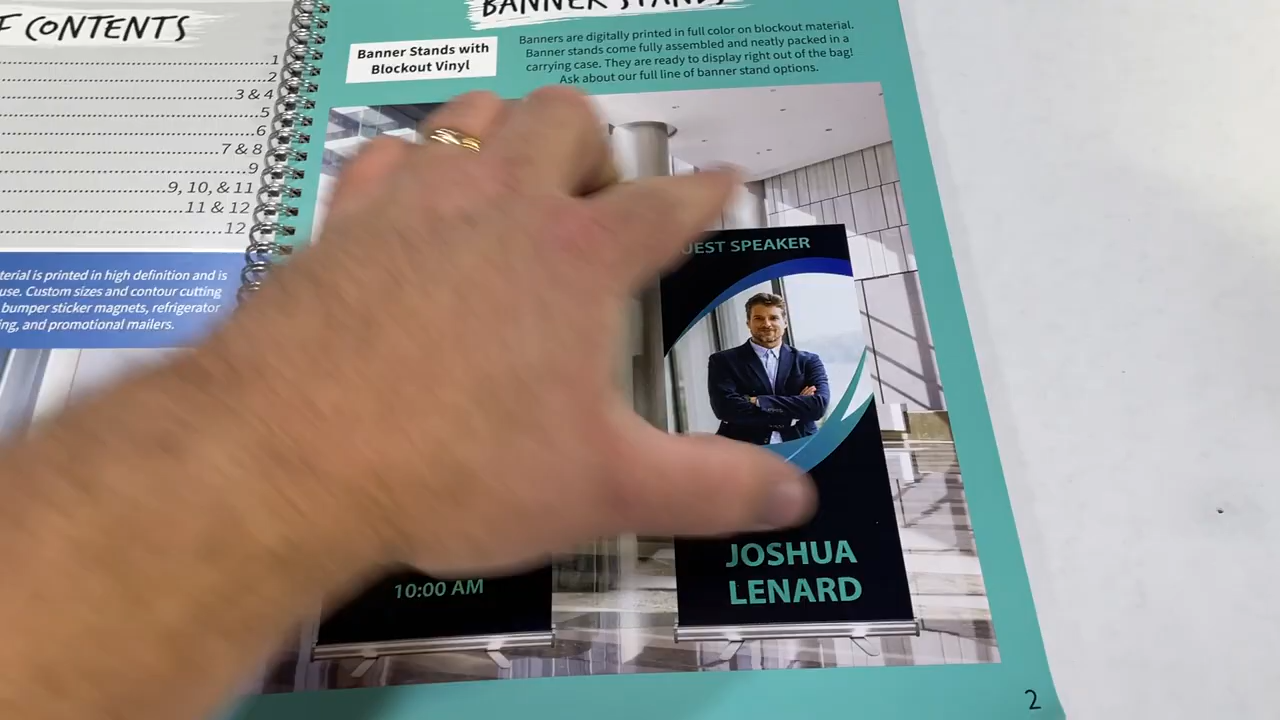 F CONTENTS
1
2
3 & 4
5
6
7 & 8
9
9, 10, & 11
11 & 12
12
terial is printed in high definition and is
use. Custom sizes and contour cutting
bumper sticker magnets, refrigerator
ing, and promotional mailers.
BANNER STANDS
Banner Stands with
Blockout Vinyl
Banners are digitally printed in full color on blockout material.
Banner stands come fully assembled and neatly packed in a
carrying case. They are ready to display right out of the bag!
Ask about our full line of banner stand options.
UEST SPEAKER
JOSHUA
LENARD
10:00 AM
2